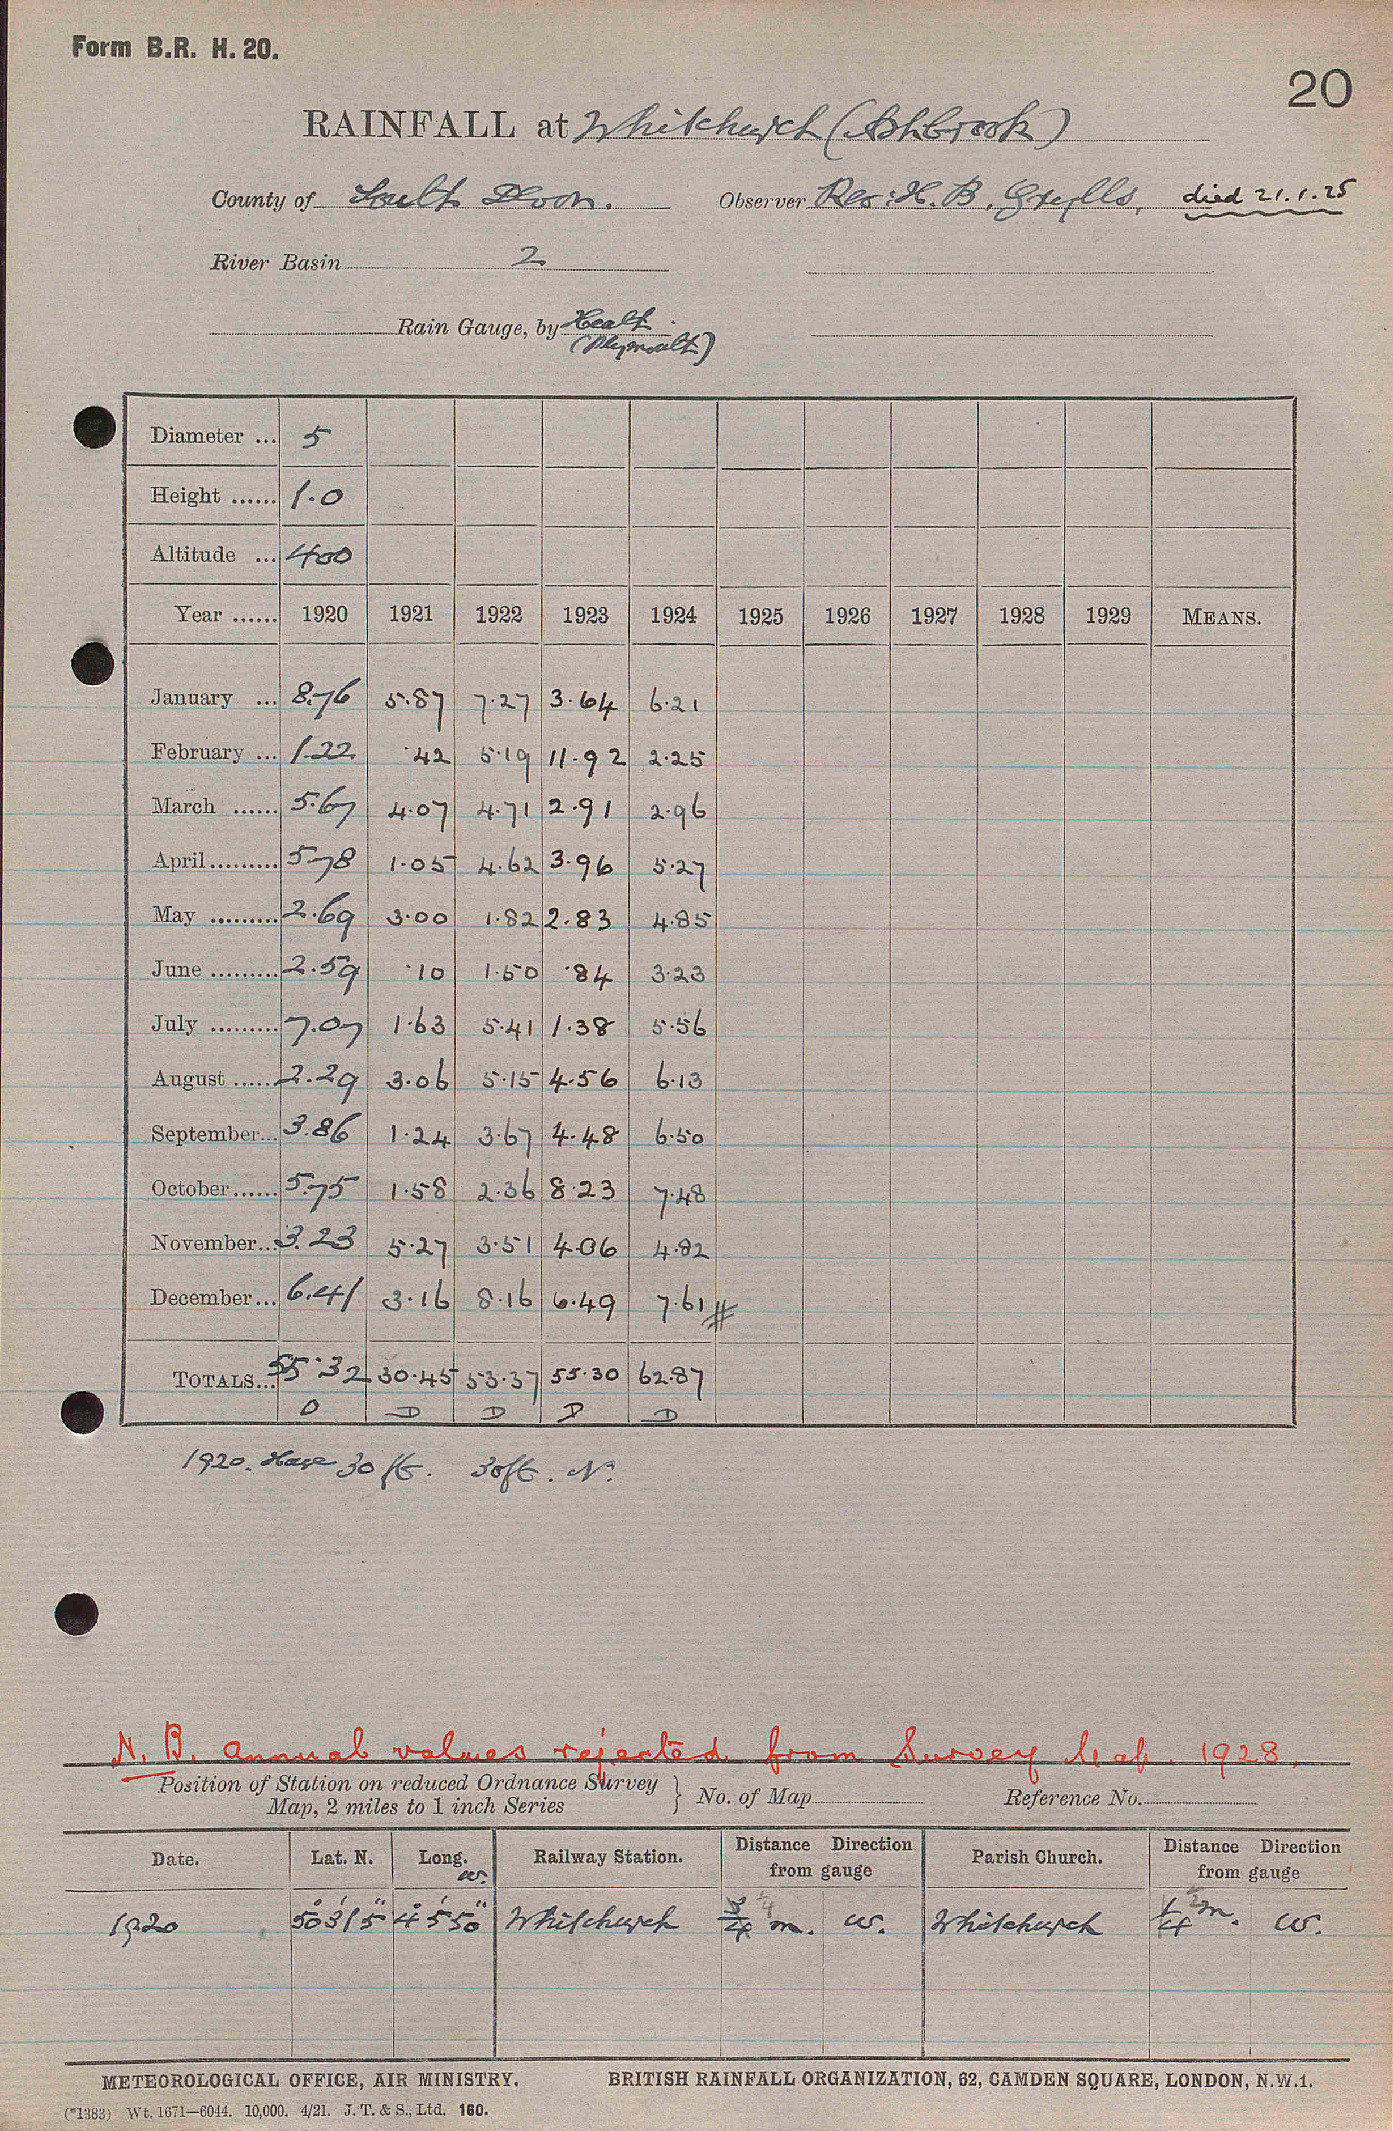 Form B.R. H. 20.
20
RAINFALL at Whitchurch (Ashbrook)
County of South Devon. Observer Rev: H. B. Grylls, died 21.1.25
River Basin 2
Rain Gauge, by Heath.
(Plymouth)
Diameter ... 5
Height ...... 1.0
Altitude ... 400
Year ...... 1920 1921 1922 1923 1924 1925 1926 1927 1928 1929 MEANS.
January ... 8.76 5.87 7.27 3.64 6.21
February ... 1.22 .42 5.19 11.92 2.25
March ...... 5.67 4.07 4.71 2.91 2.96
April ......... 5.78 1.05 4.62 3.96 5.27
May ......... 2.69 3.00 1.82 2.83 4.85
June ......... 2.59 .10 1.50 .84 3.23
July ......... 7.07 1.63 5.41 1.38 5.56
August ...... 2.29 3.06 5.15 4.56 6.13
September... 3.86 1.24 3.67 4.48 6.50
October...... 5.75 1.58 2.36 8.23 7.48
November... 3.23 5.27 3.51 4.06 4.82
December... 6.41 3.16 8.16 6.49 7.61 #
TOTALS... 55.32 30.45 53.37 55.30 62.87
D D D D D
1920. 30 ft. 30ft. N.
N.B. Annual values rejected from Survey Map. 1928.
Position of Station on reduced Ordnance Survey } No. of Map Reference No.
Map, 2 miles to 1 inch Series
Date. Lat. N. Long. W. Railway Station. Distance Direction from gauge Parish Church. Distance Direction from gauge
1920 50° 31' 5" 4° 5' 50" Whitchurch 3/4 m. W. Whitchurch 1/4 m. W.
METEOROLOGICAL OFFICE, AIR MINISTRY. BRITISH RAINFALL ORGANIZATION, 62, CAMDEN SQUARE, LONDON, N.W.1.
(*1383) Wt. 1671—6044. 10,000. 4/21. J. T. & S., Ltd. 160.